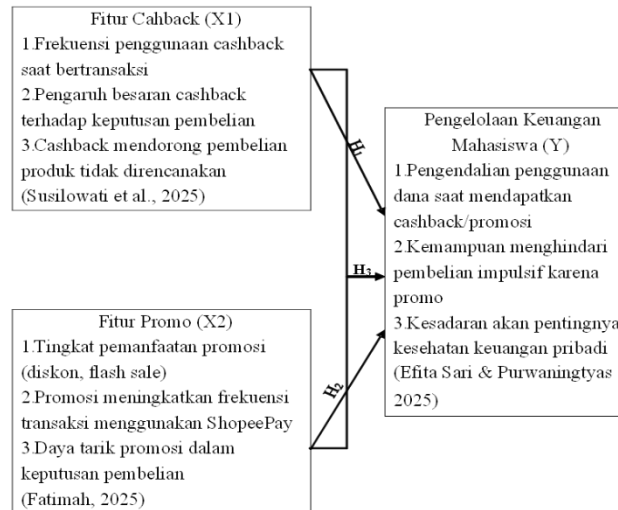 Fitur Cahback (X1)
1.Frekuensi penggunaan cashback
saat bertransaksi
2.Pengaruh besaran cashback
terhadap keputusan pembelian
3.Cashback mendorong pembelian
produk tidak direncanakan
(Susilowati et al., 2025)
H1
Pengelolaan Keuangan
Mahasiswa (Y)
1.Pengendalian penggunaan
dana saat mendapatkan
cashback/promosi
2.Kemampuan menghindari
pembelian impulsif karena
promo
3.Kesadaran akan pentingnya
kesehatan keuangan pribadi
(Efita Sari & Purwaningtyas
2025)
H3
Fitur Promo (X2)
1.Tingkat pemanfaatan promosi
(diskon, flash sale)
2.Promosi meningkatkan frekuensi
transaksi menggunakan ShopeePay
3.Daya tarik promosi dalam
keputusan pembelian
(Fatimah, 2025)
H2